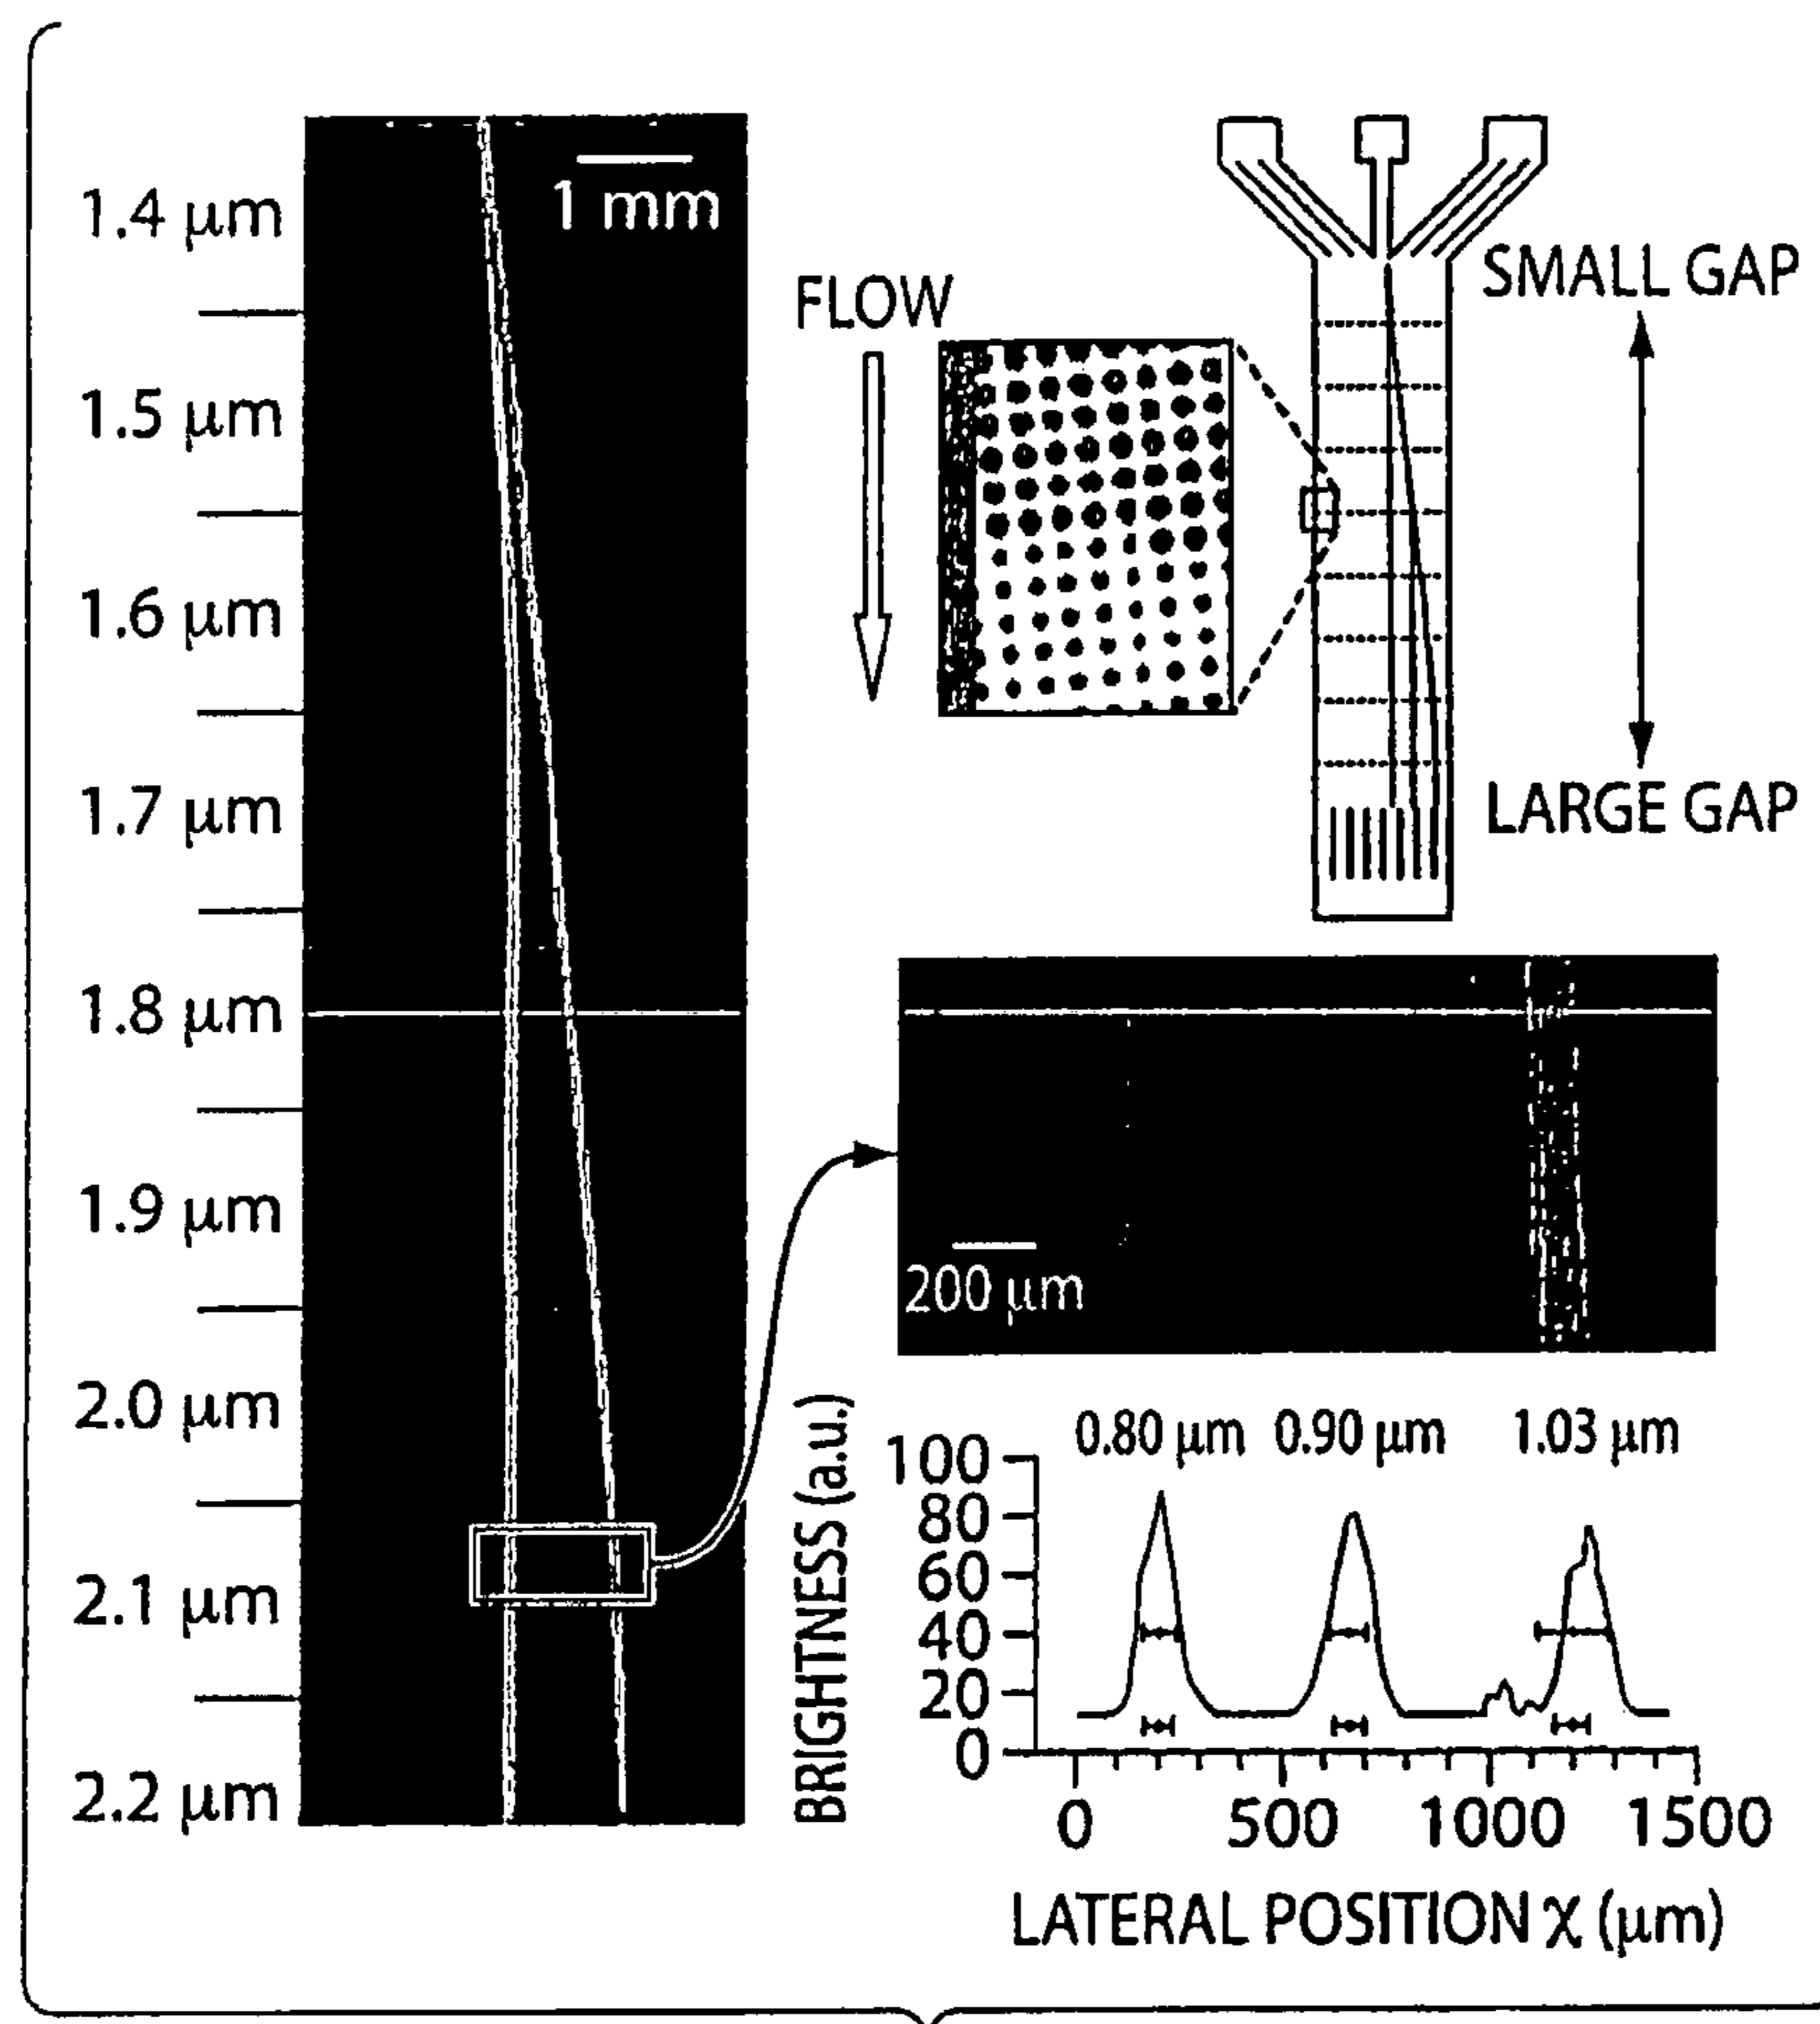 1 mm
1.4 μm
1.5 μm
1.6 μm
1.7 μm
1.8 μm
1.9 μm
2.0 μm
2.1 μm
2.2 μm
FLOW
SMALL GAP
LARGE GAP
200 μm
0.80 μm 0.90 μm 1.03 μm
BRIGHTNESS (a.u.)
100
80
60
40
20
0
0 500 1000 1500
LATERAL POSITION χ (μm)